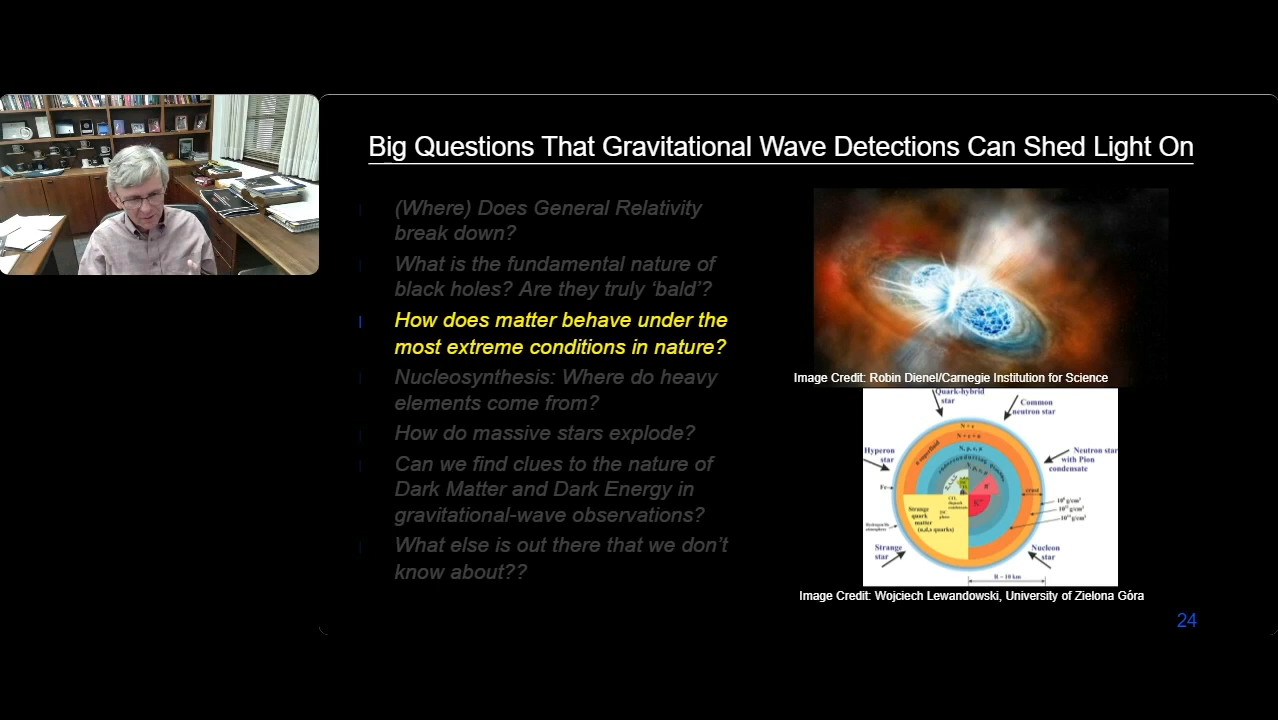 Big Questions That Gravitational Wave Detections Can Shed Light On
(Where) Does General Relativity
break down?
What is the fundamental nature of
black holes? Are they truly ‘bald’?
How does matter behave under the
most extreme conditions in nature?
Nucleosynthesis: Where do heavy
elements come from?
How do massive stars explode?
Can we find clues to the nature of
Dark Matter and Dark Energy in
gravitational-wave observations?
What else is out there that we don’t
know about??
Image Credit: Robin Dienel/Carnegie Institution for Science
Quark-hybrid
star
Common
neutron star
Hyperon
star
Neutron star
with Pion
condensate
Fe
crust
Strange
quark
matter
(u,d,s quarks)
Strange
star
Nucleon
star
R ~ 10 km
Image Credit: Wojciech Lewandowski, University of Zielona Góra
24